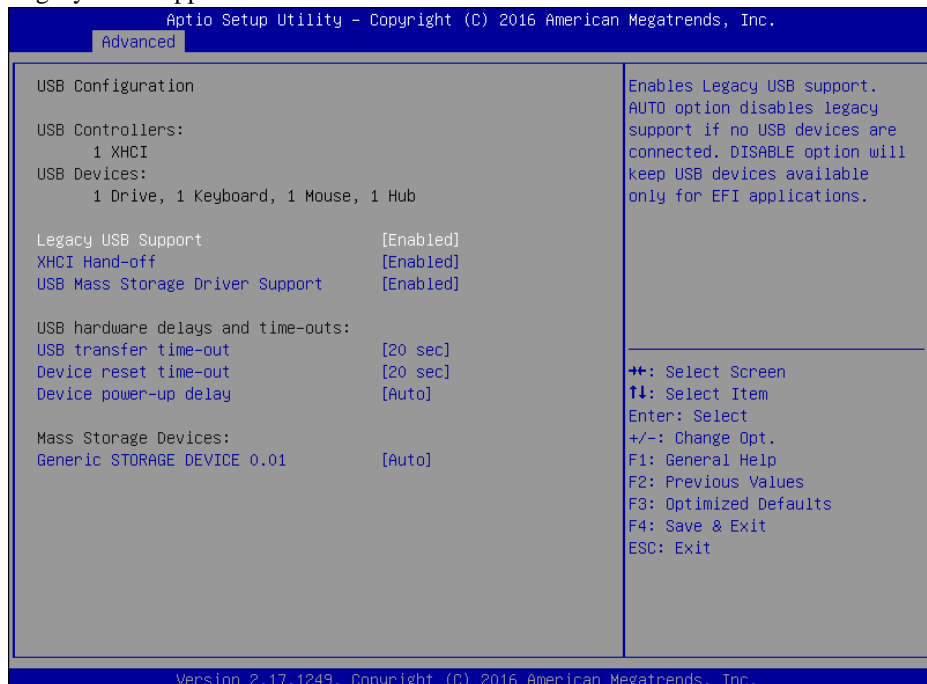 Aptio Setup Utility – Copyright (C) 2016 American Megatrends, Inc.
Advanced
USB Configuration
USB Controllers:
1 XHCI
USB Devices:
1 Drive, 1 Keyboard, 1 Mouse, 1 Hub
Legacy USB Support [Enabled]
XHCI Hand-off [Enabled]
USB Mass Storage Driver Support [Enabled]
USB hardware delays and time-outs:
USB transfer time-out [20 sec]
Device reset time-out [20 sec]
Device power-up delay [Auto]
Mass Storage Devices:
Generic STORAGE DEVICE 0.01 [Auto]
Enables Legacy USB support.
AUTO option disables legacy
support if no USB devices are
connected. DISABLE option will
keep USB devices available
only for EFI applications.
→←: Select Screen
↑↓: Select Item
Enter: Select
+/-: Change Opt.
F1: General Help
F2: Previous Values
F3: Optimized Defaults
F4: Save & Exit
ESC: Exit
Version 2.17.1249. Copyright (C) 2016 American Megatrends, Inc.